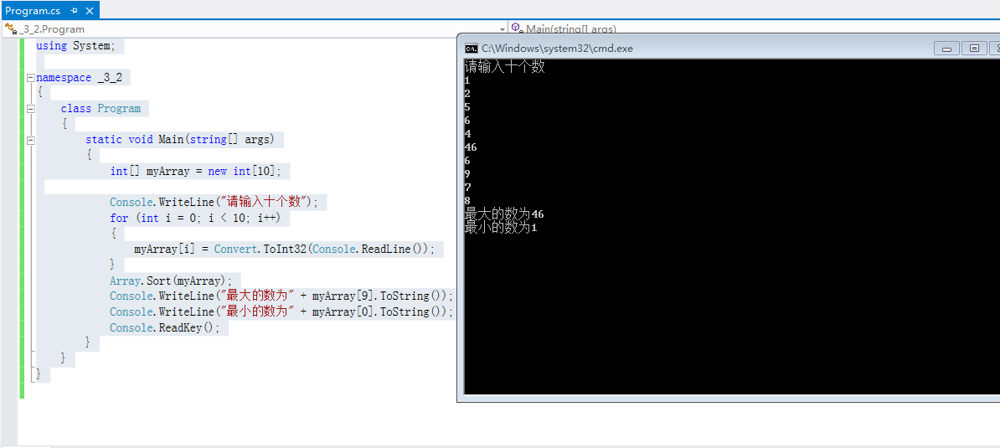 Program.cs
_3_2.Program
Main(string[] args)
using System;
namespace _3_2
{
class Program
{
static void Main(string[] args)
{
int[] myArray = new int[10];
Console.WriteLine("请输入十个数");
for (int i = 0; i < 10; i++)
{
myArray[i] = Convert.ToInt32(Console.ReadLine());
}
Array.Sort(myArray);
Console.WriteLine("最大的数为" + myArray[9].ToString());
Console.WriteLine("最小的数为" + myArray[0].ToString());
Console.ReadKey();
}
}
}
C:\Windows\system32\cmd.exe
请输入十个数
1
2
5
6
4
46
6
9
7
8
最大的数为46
最小的数为1